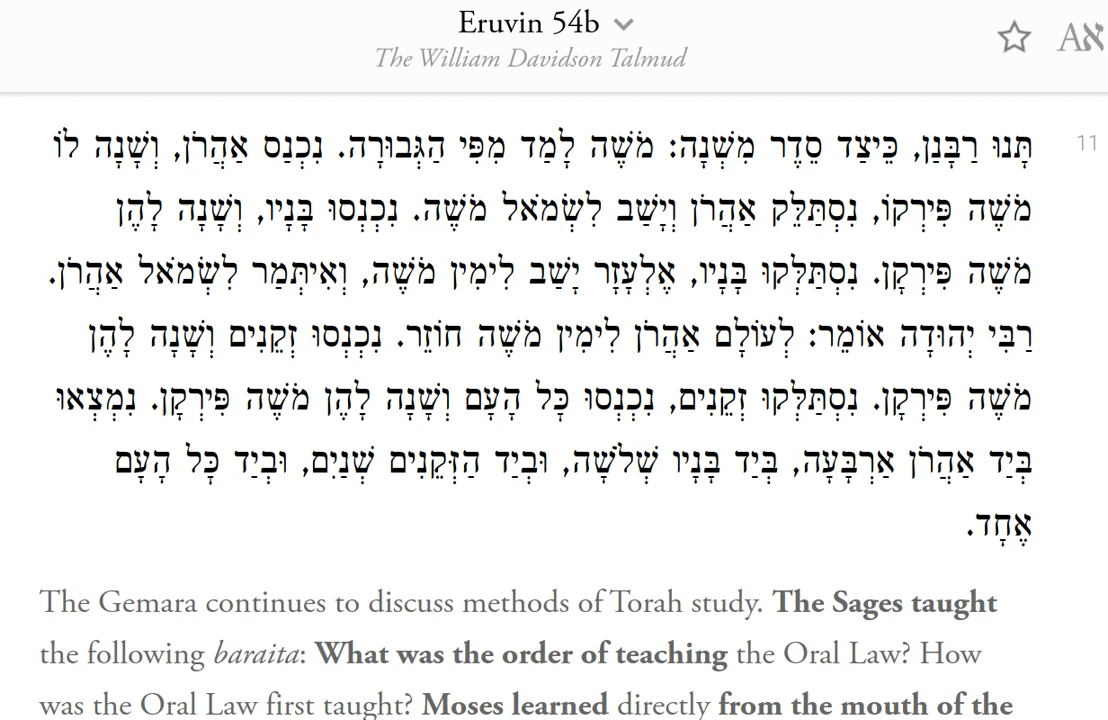 Eruvin 54b
The William Davidson Talmud
Aא
11
תָּנוּ רַבָּנַן, כֵּיצַד סֵדֶר מִשְׁנָה: מֹשֶׁה לָמַד מִפִּי הַגְּבוּרָה. נִכְנַס אַהֲרֹן, וְשָׁנָה לוֹ
מֹשֶׁה פִּירְקוֹ, נִסְתַּלֵּק אַהֲרֹן וְיָשַׁב לִשְׂמֹאל מֹשֶׁה. נִכְנְסוּ בָּנָיו, וְשָׁנָה לָהֶן
מֹשֶׁה פִּירְקָן. נִסְתַּלְּקוּ בָּנָיו, אֶלְעָזָר יָשַׁב לִימִין מֹשֶׁה, וְאִיתְּמַר לִשְׂמֹאל אַהֲרֹן.
רַבִּי יְהוּדָה אוֹמֵר: לְעוֹלָם אַהֲרֹן לִימִין מֹשֶׁה חוֹזֵר. נִכְנְסוּ זְקֵנִים וְשָׁנָה לָהֶן
מֹשֶׁה פִּירְקָן. נִסְתַּלְּקוּ זְקֵנִים, נִכְנְסוּ כָּל הָעָם וְשָׁנָה לָהֶן מֹשֶׁה פִּירְקָן. נִמְצְאוּ
בְּיַד אַהֲרֹן אַרְבָּעָה, בְּיַד בָּנָיו שְׁלֹשָׁה, וּבְיַד הַזְּקֵנִים שְׁנַיִם, וּבְיַד כָּל הָעָם
אֶחָד.
The Gemara continues to discuss methods of Torah study. The Sages taught
the following baraita: What was the order of teaching the Oral Law? How
was the Oral Law first taught? Moses learned directly from the mouth of the